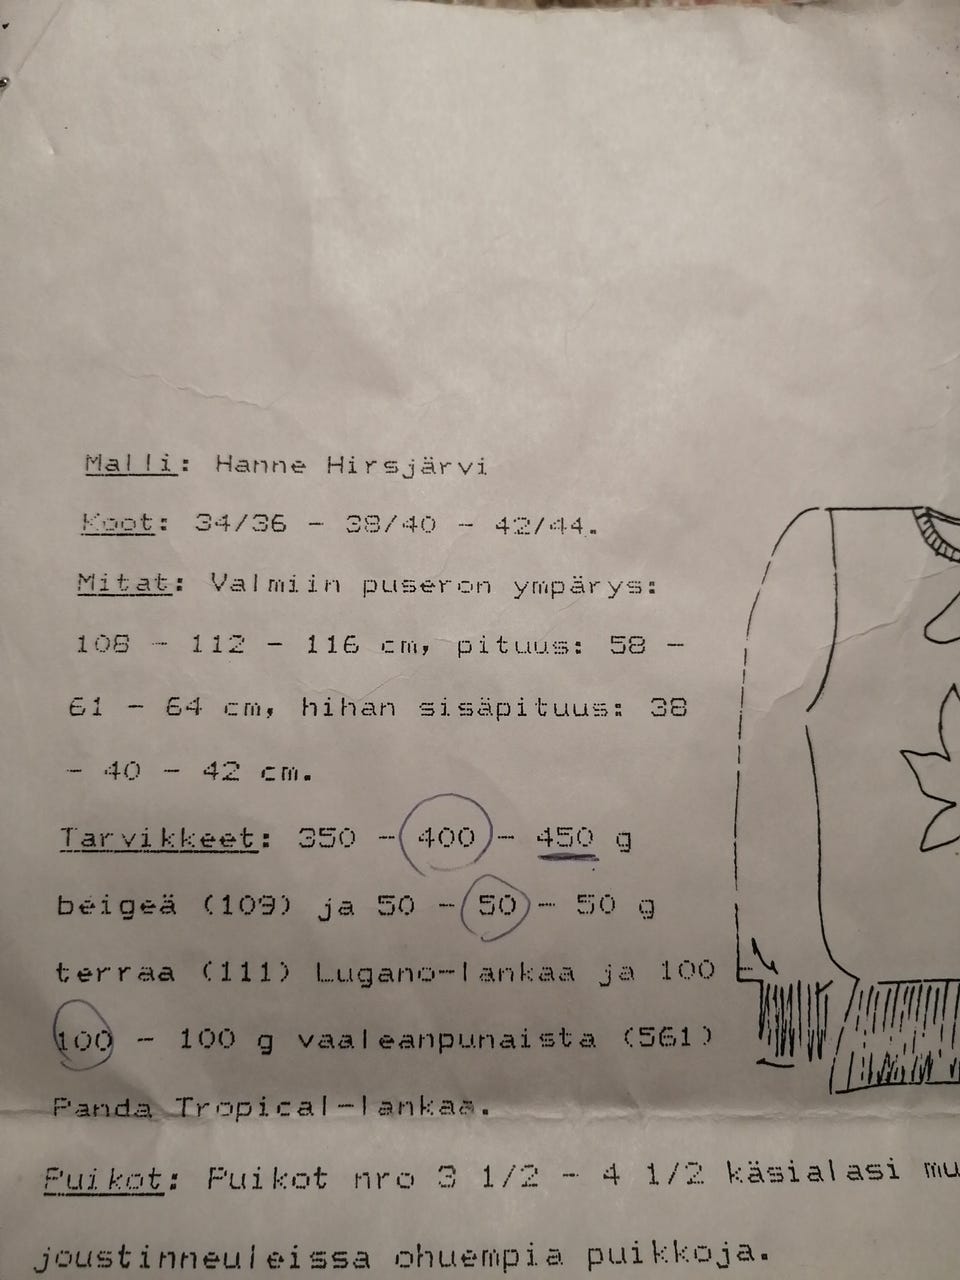 Malli: Hanne Hirsjärvi
Koot: 34/36 - 38/40 - 42/44.
Mitat: Valmiin puseron ympärys:
108 - 112 - 116 cm, pituus: 58 -
61 - 64 cm, hihan sisäpituus: 38
- 40 - 42 cm.
Tarvikkeet: 350 - 400 - 450 g
beigeä (109) ja 50 - 50 - 50 g
terraa (111) Lugano-lankaa ja 100 -
100 - 100 g vaaleanpunaista (561)
Panda Tropical-lankaa.
Puikot: Puikot nro 3 1/2 - 4 1/2 käsialasi mu
joustinneuleissa ohuempia puikkoja.